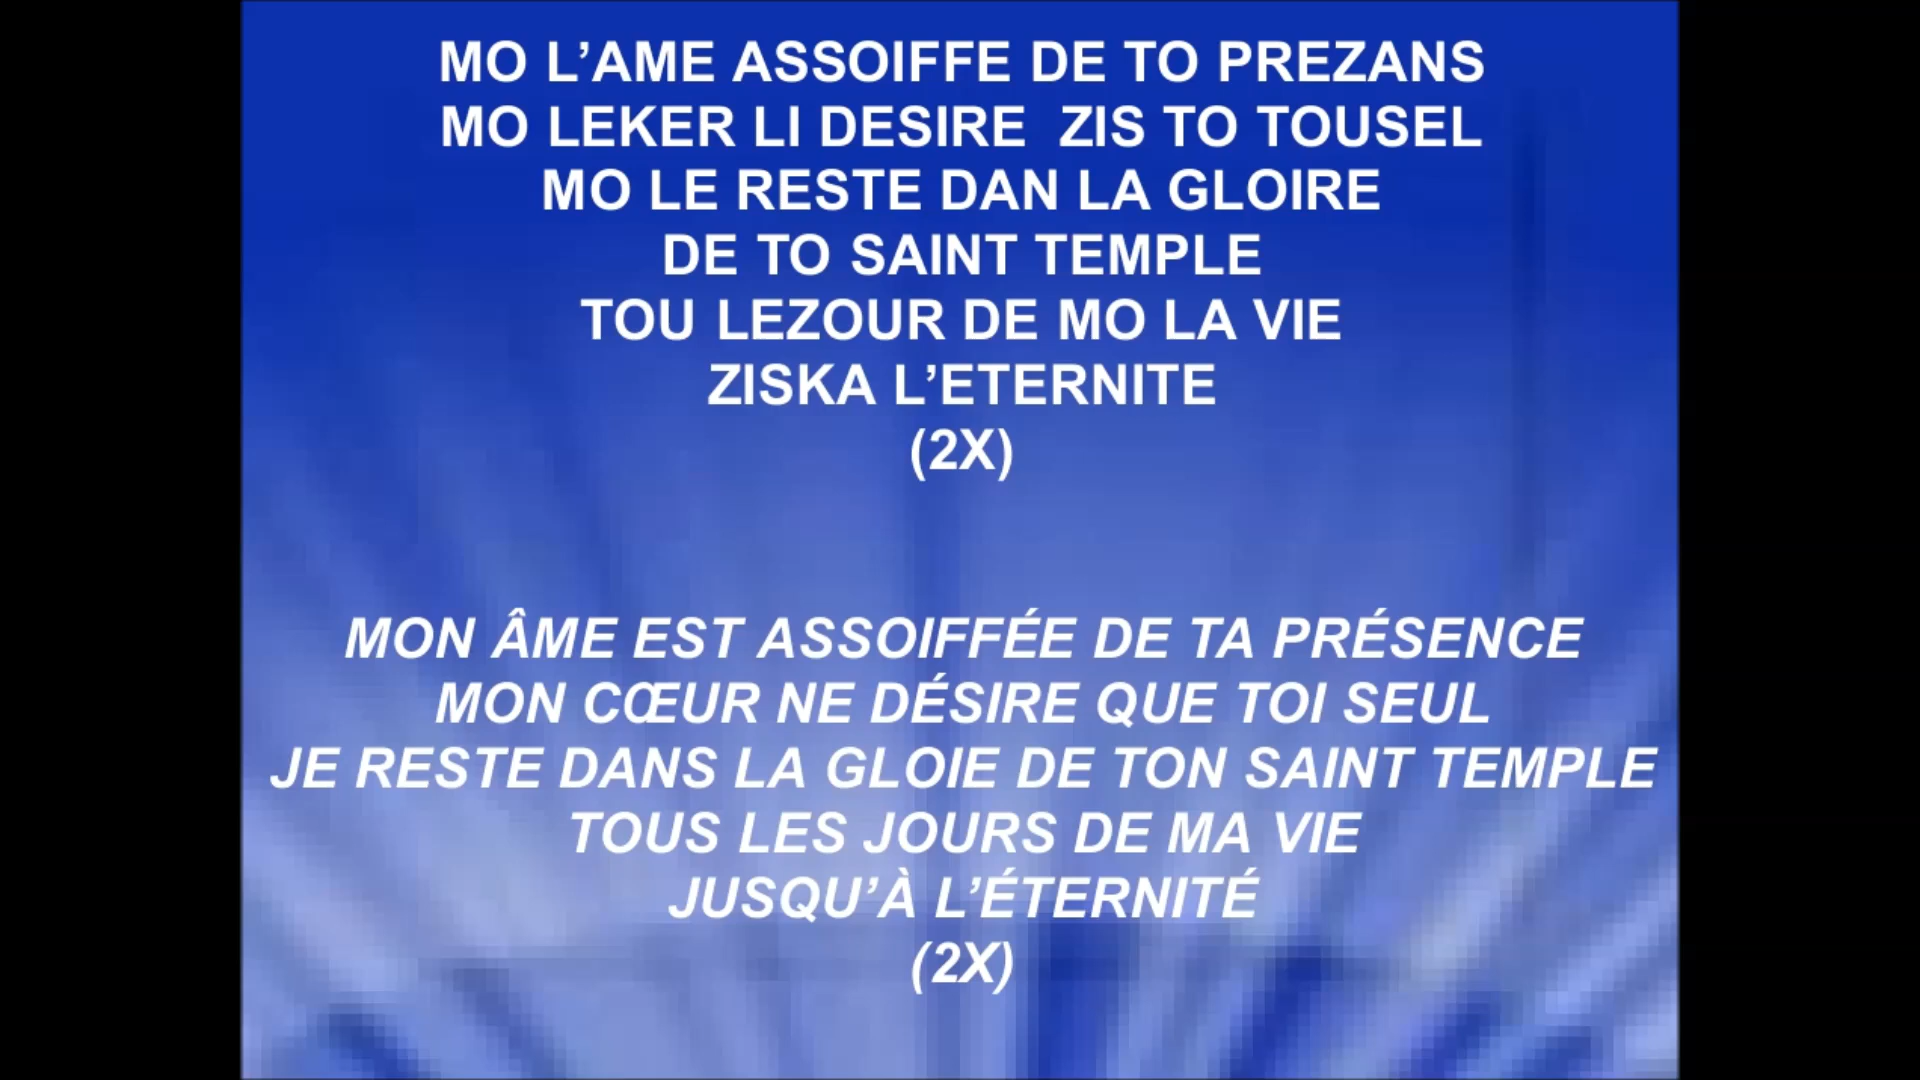 MO L’AME ASSOIFFE DE TO PREZANS
MO LEKER LI DESIRE  ZIS TO TOUSEL
MO LE RESTE DAN LA GLOIRE
DE TO SAINT TEMPLE
TOU LEZOUR DE MO LA VIE
ZISKA L’ETERNITE
(2X)
MON ÂME EST ASSOIFFÉE DE TA PRÉSENCE
MON CŒUR NE DÉSIRE QUE TOI SEUL
JE RESTE DANS LA GLOIE DE TON SAINT TEMPLE
TOUS LES JOURS DE MA VIE
JUSQU’À L’ÉTERNITÉ
(2X)